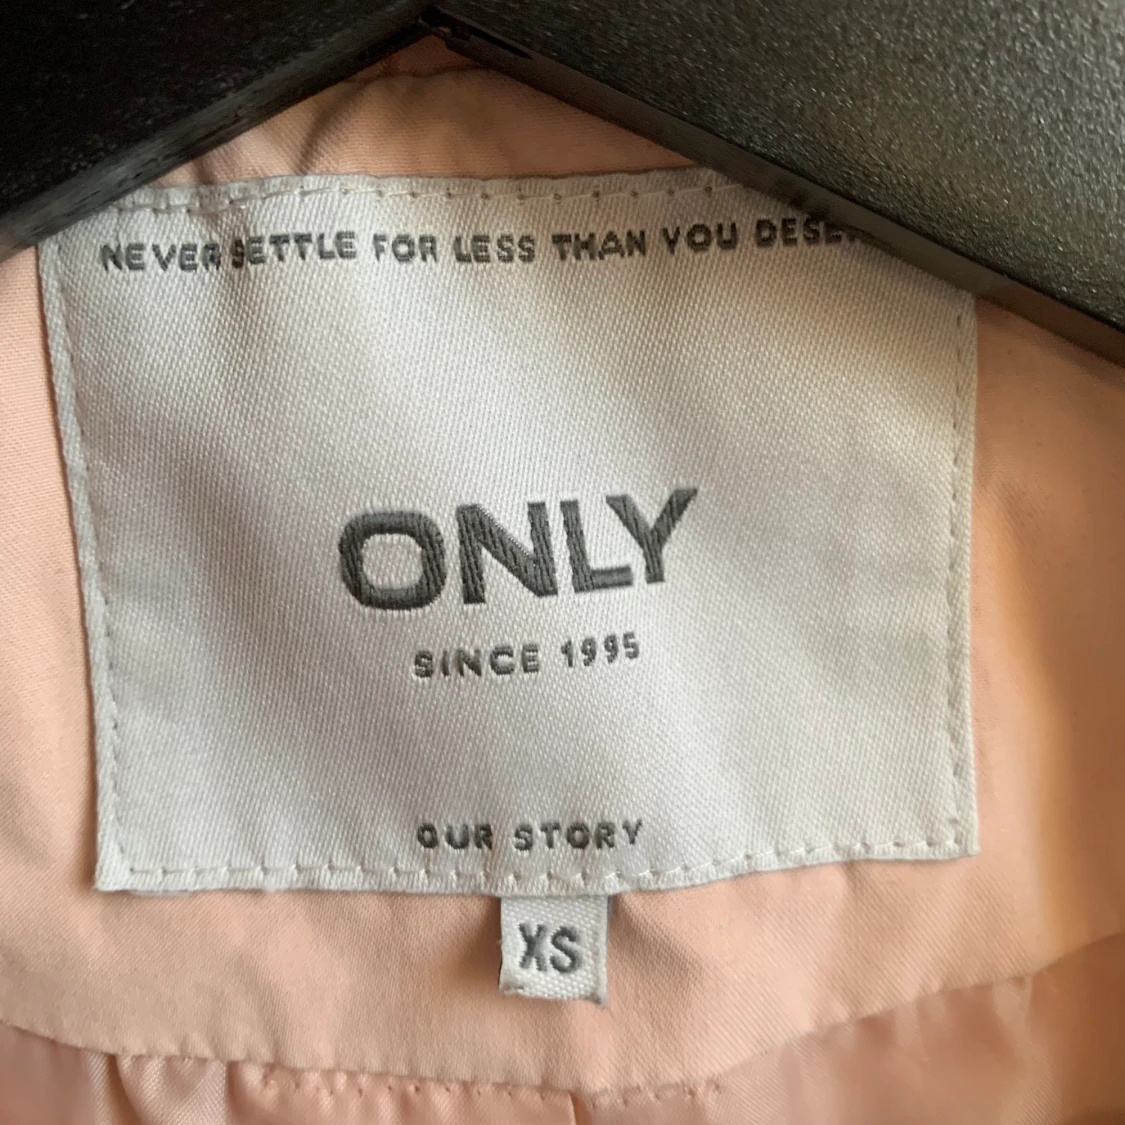 NEVER SETTLE FOR LESS THAN YOU
ONLY
SINCE 1995
OUR STORY
XS